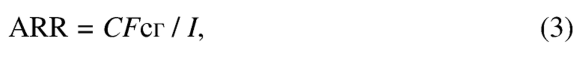 ARR = CFсг / I, (3)